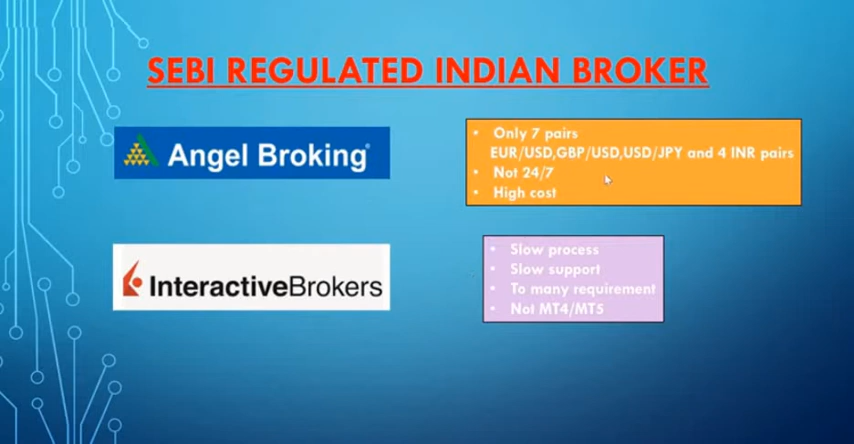 SEBI REGULATED INDIAN BROKER
Angel Broking®
• Only 7 pairs
EUR/USD,GBP/USD,USD/JPY and 4 INR pairs
• Not 24/7
• High cost
InteractiveBrokers
• Slow process
• Slow support
• To many requirement
• Not MT4/MT5